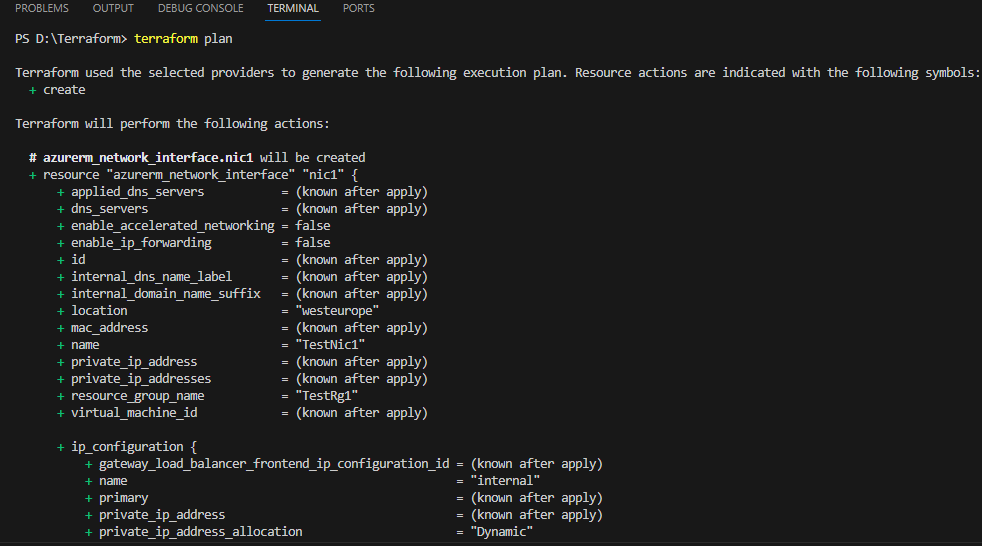 PROBLEMS OUTPUT DEBUG CONSOLE TERMINAL PORTS
PS D:\Terraform> terraform plan
Terraform used the selected providers to generate the following execution plan. Resource actions are indicated with the following symbols:
+ create
Terraform will perform the following actions:
# azurerm_network_interface.nic1 will be created
+ resource "azurerm_network_interface" "nic1" {
+ applied_dns_servers = (known after apply)
+ dns_servers = (known after apply)
+ enable_accelerated_networking = false
+ enable_ip_forwarding = false
+ id = (known after apply)
+ internal_dns_name_label = (known after apply)
+ internal_domain_name_suffix = (known after apply)
+ location = "westeurope"
+ mac_address = (known after apply)
+ name = "TestNic1"
+ private_ip_address = (known after apply)
+ private_ip_addresses = (known after apply)
+ resource_group_name = "TestRg1"
+ virtual_machine_id = (known after apply)
+ ip_configuration {
+ gateway_load_balancer_frontend_ip_configuration_id = (known after apply)
+ name = "internal"
+ primary = (known after apply)
+ private_ip_address = (known after apply)
+ private_ip_address_allocation = "Dynamic"